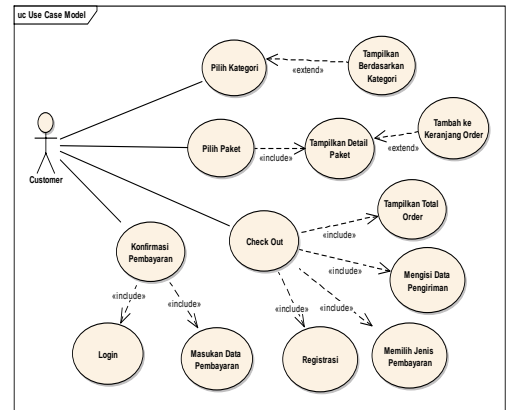 uc Use Case Model
Pilih Kategori
«extend»
Tampilkan
Berdasarkan
Kategori
Customer
Pilih Paket
«include»
Tampilkan Detail
Paket
«extend»
Tambah ke
Keranjang Order
Konfirmasi
Pembayaran
Check Out
«include»
Tampilkan Total
Order
«include»
Mengisi Data
Pengiriman
«include»
«include»
«include»
«include»
Login
Masukan Data
Pembayaran
Registrasi
Memilih Jenis
Pembayaran